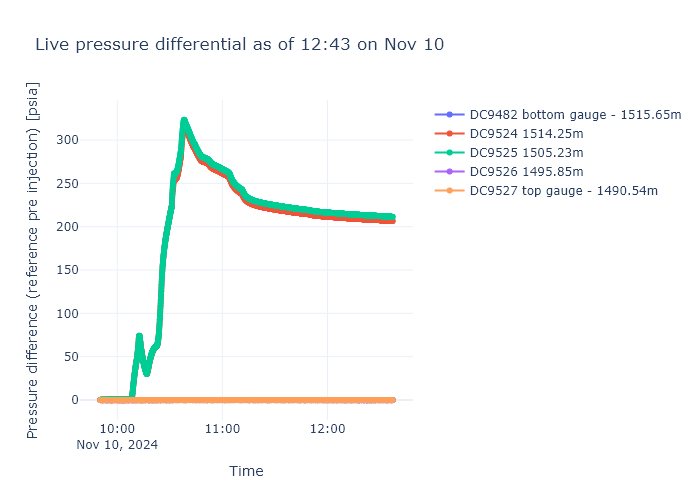 Live pressure differential as of 12:43 on Nov 10
Pressure difference (reference pre injection) [psia]
300
250
200
150
100
50
0
10:00
Nov 10, 2024
11:00
12:00
Time
DC9482 bottom gauge - 1515.65m
DC9524 1514.25m
DC9525 1505.23m
DC9526 1495.85m
DC9527 top gauge - 1490.54m